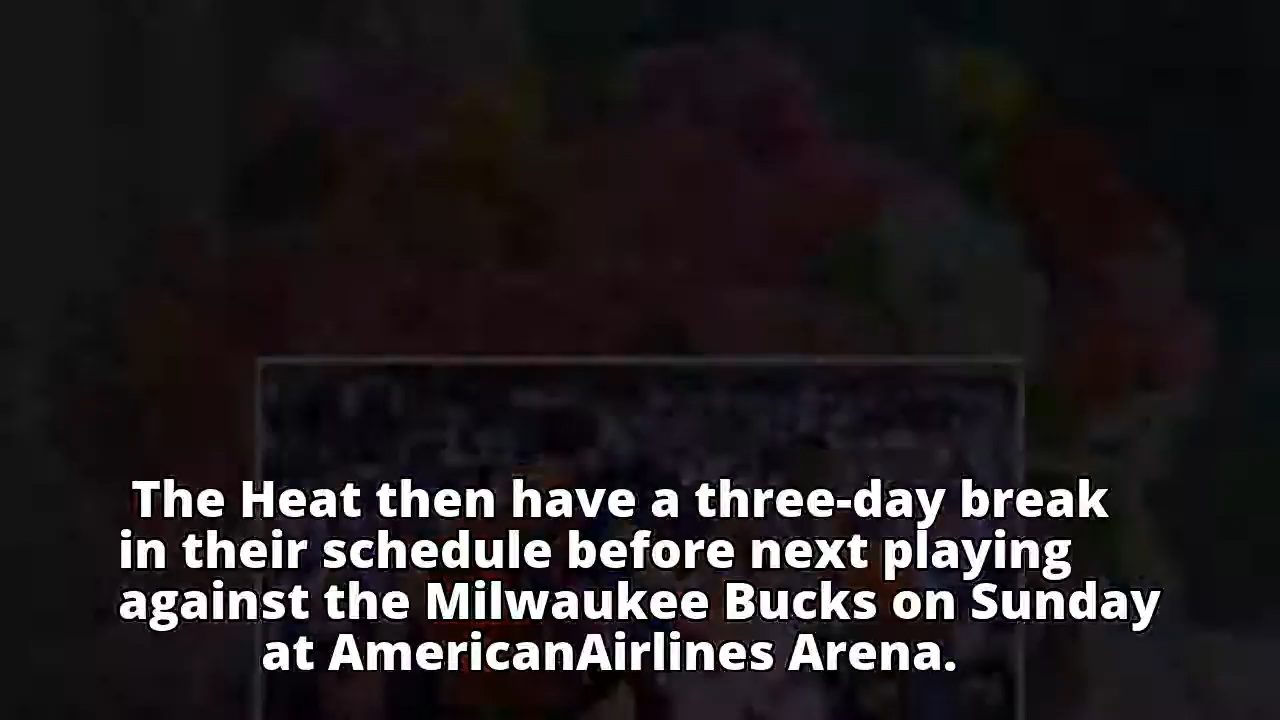 The Heat then have a three-day break
in their schedule before next playing
against the Milwaukee Bucks on Sunday
at AmericanAirlines Arena.